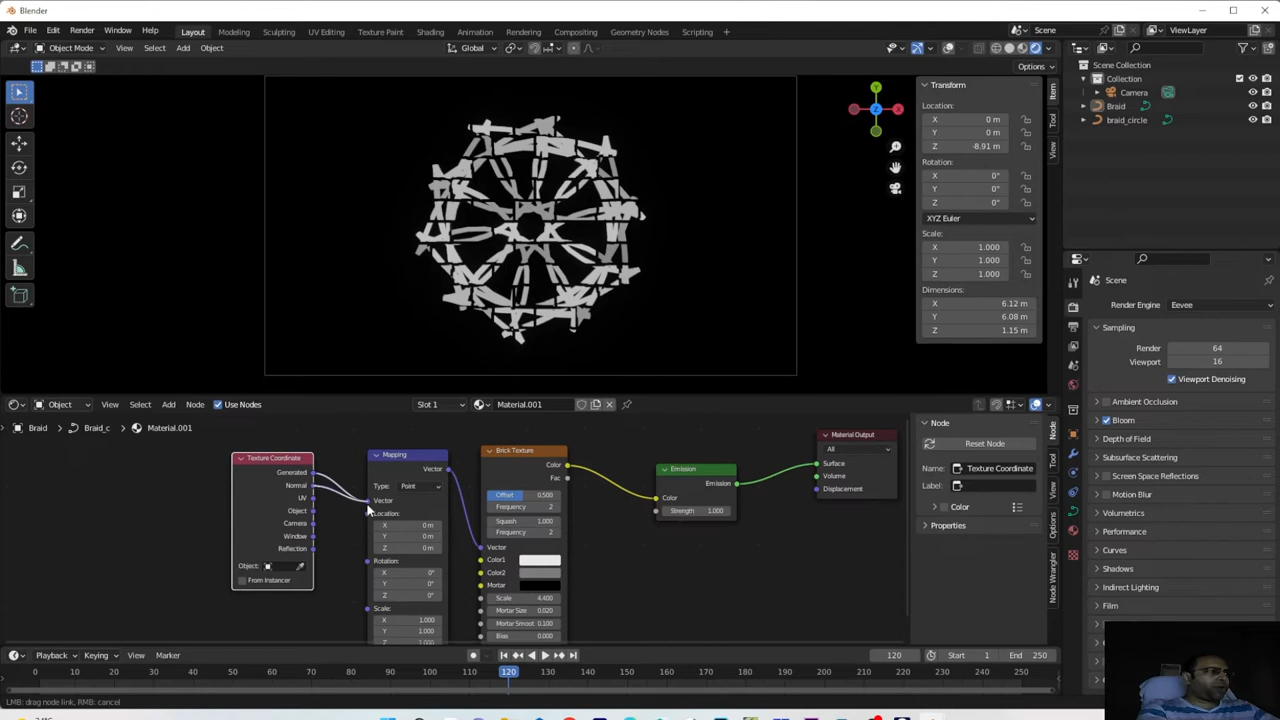 Blender
File Edit Render Window Help Layout Modeling Sculpting UV Editing Texture Paint Shading Animation Rendering Compositing Geometry Nodes Scripting + Scene ViewLayer
Object Mode View Select Add Object Global
Options
Transform
Location:
X 0 m
Y 0 m
Z -8.91 m
Rotation:
X 0°
Y 0°
Z 0°
XYZ Euler
Scale:
X 1.000
Y 1.000
Z 1.000
Dimensions:
X 6.12 m
Y 6.08 m
Z 1.15 m
Item
Tool
View
Y
X
Z
Scene Collection
Collection
Camera
Braid
braid_circle
Scene
Render Engine Eevee
Sampling
Render 64
Viewport 16
Viewport Denoising
Ambient Occlusion
Bloom
Depth of Field
Subsurface Scattering
Screen Space Reflections
Motion Blur
Volumetrics
Performance
Curves
Shadows
Indirect Lighting
Film
Object View Select Add Node Use Nodes Slot 1 Material.001
Braid Braid_c Material.001
Texture Coordinate
Generated
Normal
UV
Object
Camera
Window
Reflection
Object:
From Instancer
Mapping
Vector
Type: Point
Vector
Location:
X 0 m
Y 0 m
Z 0 m
Rotation:
X 0°
Y 0°
Z 0°
Scale:
X 1.000
Y 1.000
Z 1.000
Brick Texture
Color
Fac
Offset 0.500
Frequency 2
Squash 1.000
Frequency 2
Vector
Color1
Color2
Mortar
Scale 4.400
Mortar Size 0.020
Mortar Smooth 0.100
Bias 0.000
Emission
Emission
Color
Strength 1.000
Material Output
All
Surface
Volume
Displacement
Node
Reset Node
Name: Texture Coordinate
Label:
Color
Properties
Node
Tool
View
Options
Node Wrangler
Playback Keying View Marker 120 Start 1 End 250
0 10 20 30 40 50 60 70 80 90 100 110 120 130 140 150 160 170 180 190 200 210 220 230 240 250
LMB: drag node link, RMB: cancel